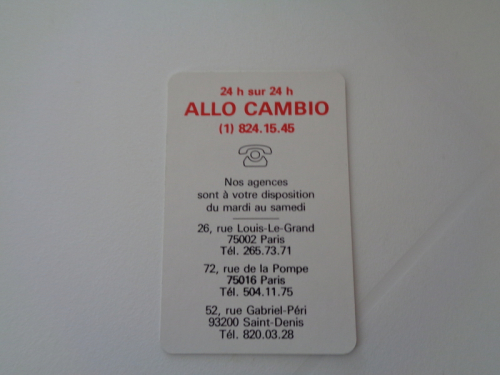 24 h sur 24 h
ALLO CAMBIO
(1) 824.15.45
Nos agences
sont à votre disposition
du mardi au samedi
26, rue Louis-Le-Grand
75002 Paris
Tél. 265.73.71
72, rue de la Pompe
75016 Paris
Tél. 504.11.75
52, rue Gabriel-Péri
93200 Saint-Denis
Tél. 820.03.28